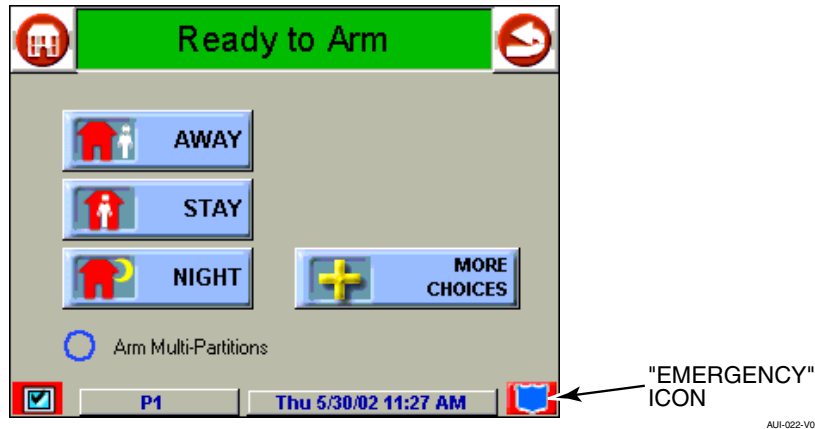 Ready to Arm
AWAY
STAY
NIGHT
MORE
CHOICES
Arm Multi-Partitions
P1
Thu 5/30/02 11:27 AM
"EMERGENCY"
ICON
AUI-022-V0